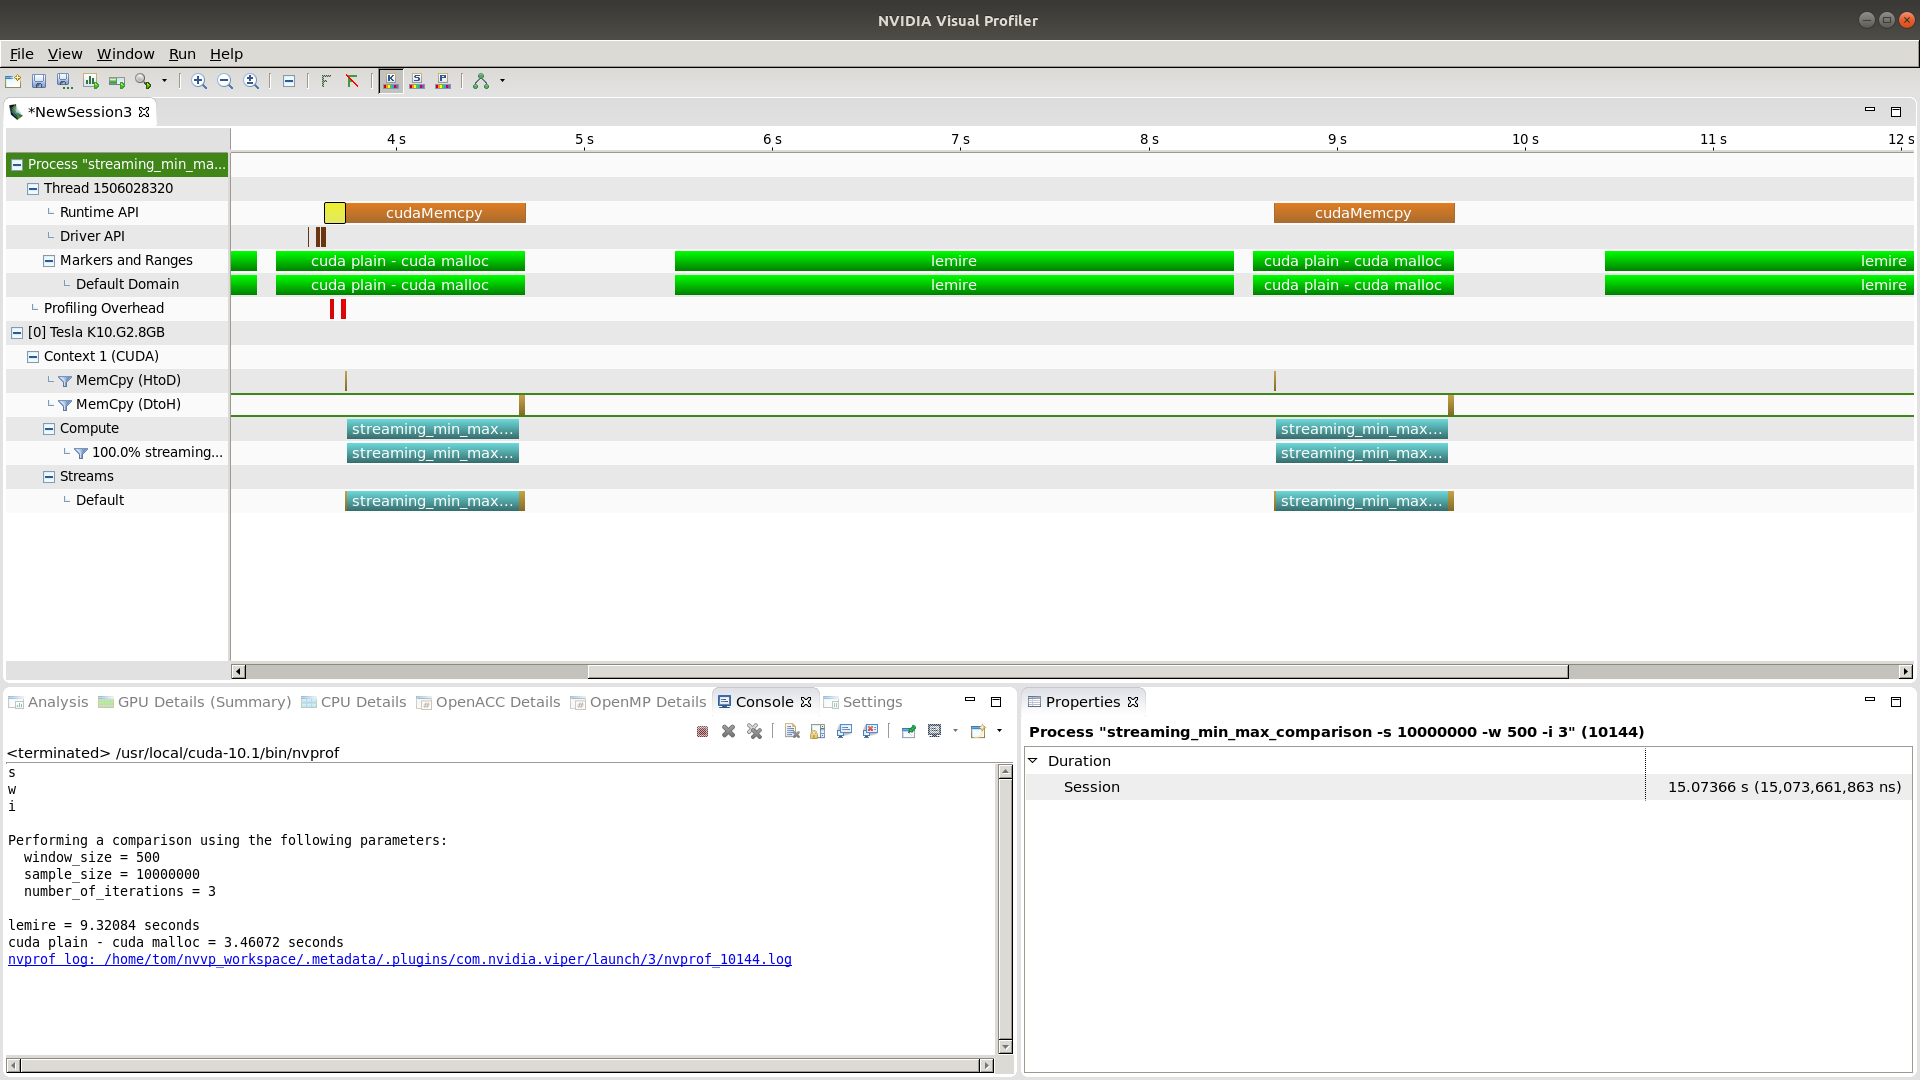 NVIDIA Visual Profiler
File View Window Run Help
*NewSession3
4 s 5 s 6 s 7 s 8 s 9 s 10 s 11 s 12 s
Process "streaming_min_ma...
Thread 1506028320
Runtime API cudaMemcpy cudaMemcpy
Driver API
Markers and Ranges cuda plain - cuda malloc lemire cuda plain - cuda malloc lemire
Default Domain cuda plain - cuda malloc lemire cuda plain - cuda malloc lemire
Profiling Overhead
[0] Tesla K10.G2.8GB
Context 1 (CUDA)
MemCpy (HtoD)
MemCpy (DtoH)
Compute streaming_min_max... streaming_min_max...
100.0% streaming... streaming_min_max... streaming_min_max...
Streams
Default streaming_min_max... streaming_min_max...
Analysis GPU Details (Summary) CPU Details OpenACC Details OpenMP Details Console Settings
<terminated> /usr/local/cuda-10.1/bin/nvprof
s
w
i
Performing a comparison using the following parameters:
window_size = 500
sample_size = 10000000
number_of_iterations = 3
lemire = 9.32084 seconds
cuda plain - cuda malloc = 3.46072 seconds
nvprof log: /home/tom/nvvp_workspace/.metadata/.plugins/com.nvidia.viper/launch/3/nvprof_10144.log
Properties
Process "streaming_min_max_comparison -s 10000000 -w 500 -i 3" (10144)
Duration
Session 15.07366 s (15,073,661,863 ns)